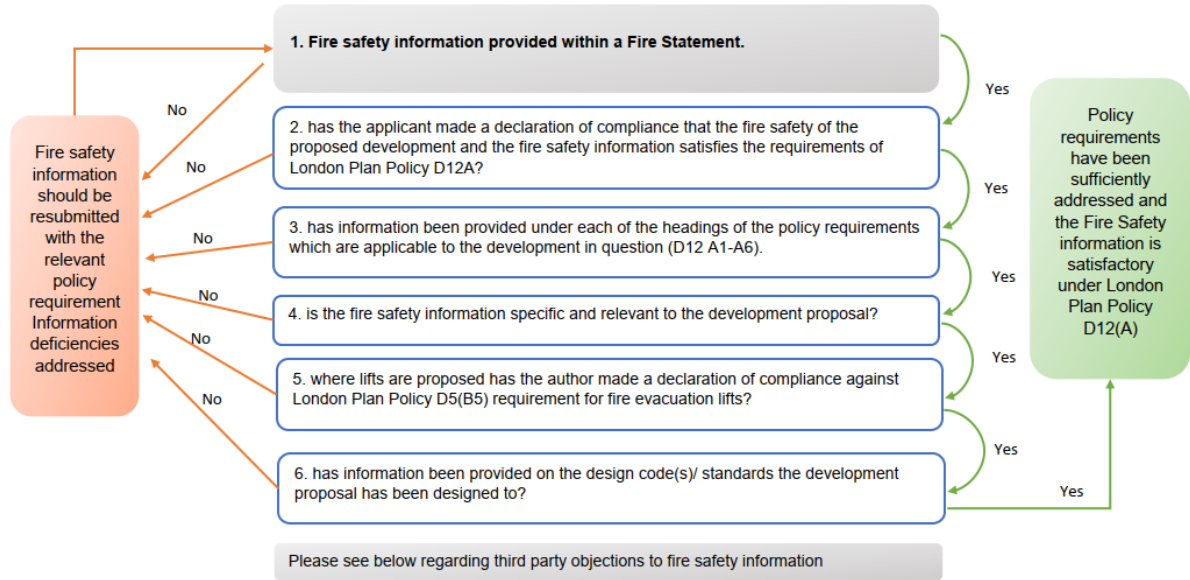 1. Fire safety information provided within a Fire Statement.
Yes
No
2. has the applicant made a declaration of compliance that the fire safety of the
proposed development and the fire safety information satisfies the requirements of
London Plan Policy D12A?
Yes
No
3. has information been provided under each of the headings of the policy requirements
which are applicable to the development in question (D12 A1-A6).
Yes
No
4. is the fire safety information specific and relevant to the development proposal?
Yes
No
5. where lifts are proposed has the author made a declaration of compliance against
London Plan Policy D5(B5) requirement for fire evacuation lifts?
Yes
No
6. has information been provided on the design code(s)/ standards the development
proposal has been designed to?
Yes
No
Fire safety
information
should be
resubmitted
with the
relevant
policy
requirement
Information
deficiencies
addressed
Policy
requirements
have been
sufficiently
addressed and
the Fire Safety
information is
satisfactory
under London
Plan Policy
D12(A)
Please see below regarding third party objections to fire safety information